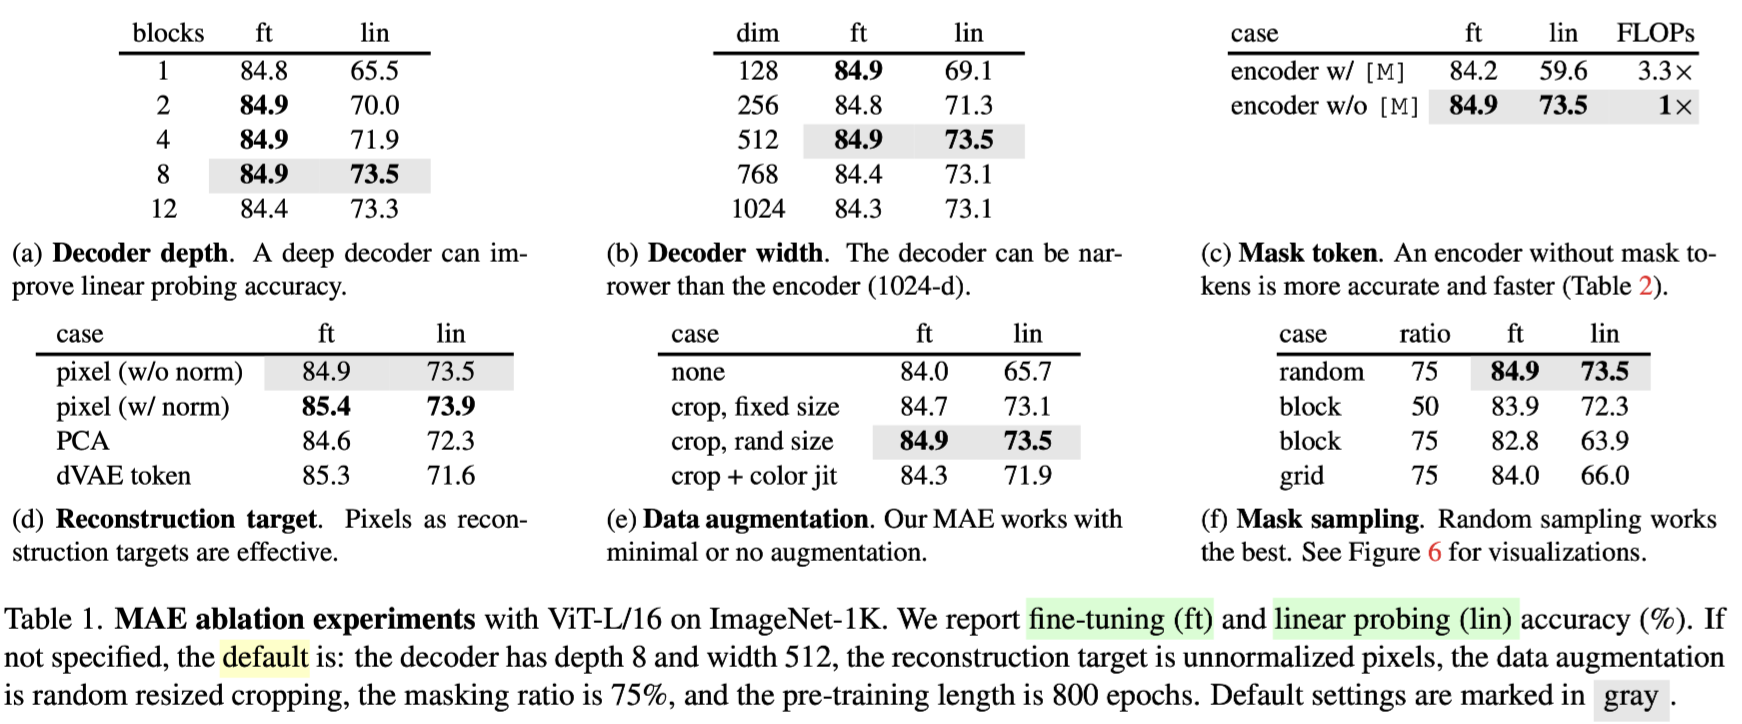 blocks ft lin
1 84.8 65.5
2 84.9 70.0
4 84.9 71.9
8 84.9 73.5
12 84.4 73.3
(a) Decoder depth. A deep decoder can im-
prove linear probing accuracy.
dim ft lin
128 84.9 69.1
256 84.8 71.3
512 84.9 73.5
768 84.4 73.1
1024 84.3 73.1
(b) Decoder width. The decoder can be nar-
rower than the encoder (1024-d).
case ft lin FLOPs
encoder w/ [M] 84.2 59.6 3.3×
encoder w/o [M] 84.9 73.5 1×
(c) Mask token. An encoder without mask to-
kens is more accurate and faster (Table 2).
case ft lin
pixel (w/o norm) 84.9 73.5
pixel (w/ norm) 85.4 73.9
PCA 84.6 72.3
dVAE token 85.3 71.6
(d) Reconstruction target. Pixels as recon-
struction targets are effective.
case ft lin
none 84.0 65.7
crop, fixed size 84.7 73.1
crop, rand size 84.9 73.5
crop + color jit 84.3 71.9
(e) Data augmentation. Our MAE works with
minimal or no augmentation.
case ratio ft lin
random 75 84.9 73.5
block 50 83.9 72.3
block 75 82.8 63.9
grid 75 84.0 66.0
(f) Mask sampling. Random sampling works
the best. See Figure 6 for visualizations.
Table 1. MAE ablation experiments with ViT-L/16 on ImageNet-1K. We report fine-tuning (ft) and linear probing (lin) accuracy (%). If
not specified, the default is: the decoder has depth 8 and width 512, the reconstruction target is unnormalized pixels, the data augmentation
is random resized cropping, the masking ratio is 75%, and the pre-training length is 800 epochs. Default settings are marked in gray .